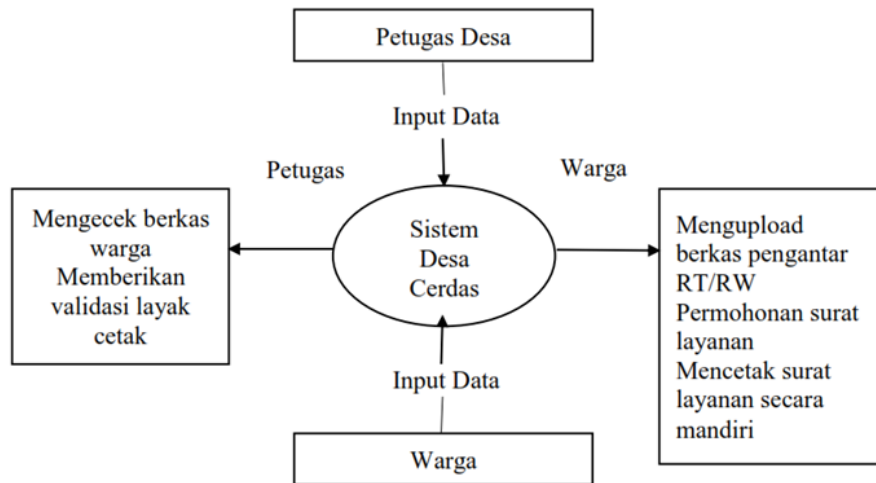 Petugas Desa
Input Data
Petugas
Warga
Mengecek berkas
warga
Memberikan
validasi layak
cetak
Sistem
Desa
Cerdas
Mengupload
berkas pengantar
RT/RW
Permohonan surat
layanan
Mencetak surat
layanan secara
mandiri
Input Data
Warga